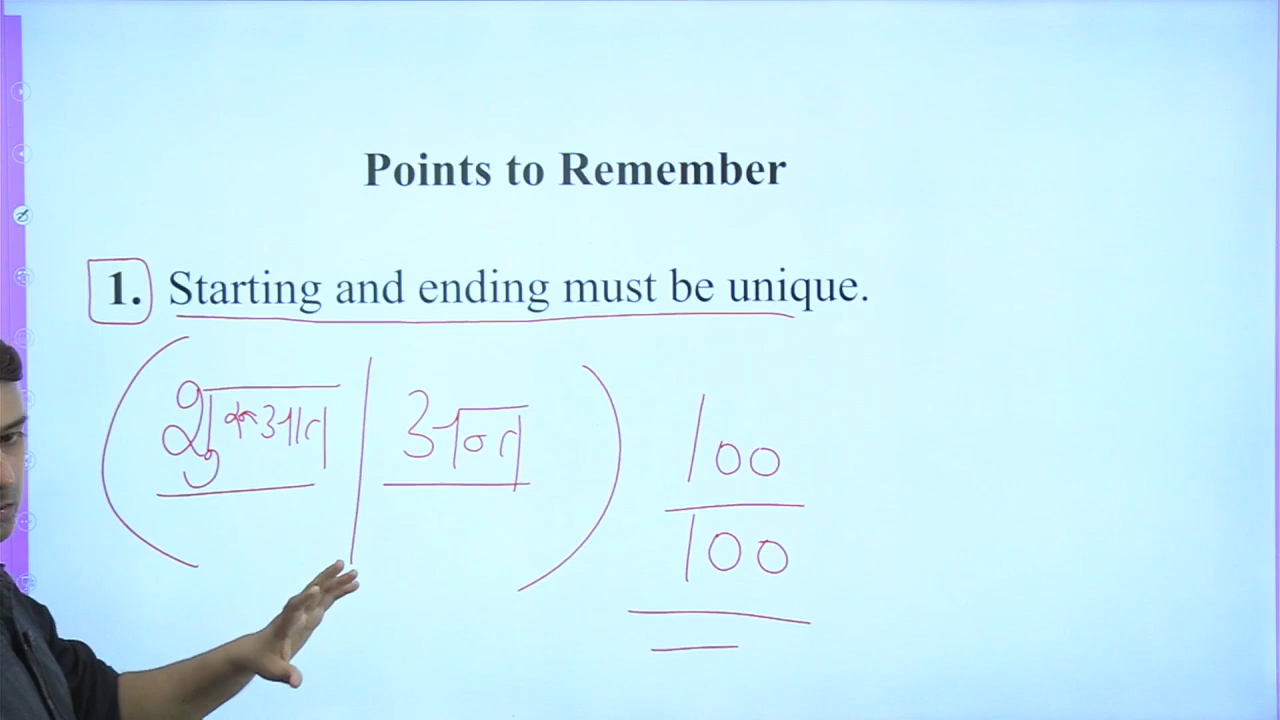 Points to Remember
1. Starting and ending must be unique.
शुरूआत | अन्त
100
100